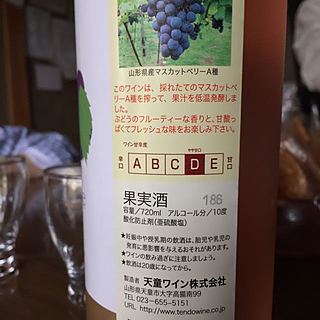 山形県産マスカットベリーA種
このワインは、採れたてのマスカットベ
リーA種を搾って、果汁を低温発酵しま
した。
ぶどうのフルーティーな香りと、甘酸っ
ぱくてフレッシュな味をお楽しみ下さい。
ワイン甘辛度
やや甘口
辛口 A B C D E 甘口
果実酒 186
容量/720ml アルコール分/10度
酸化防止剤(亜硫酸塩)
★妊娠中や授乳期の飲酒は、胎児や乳児の
発育に悪影響を与えるおそれがあります。
★ワインの飲み過ぎに注意しましょう。
★飲酒は20歳になってから。
製造者 天童ワイン株式会社
山形県天童市大字高擶南99
TEL 023-655-5151
URL http://www.tendowine.com